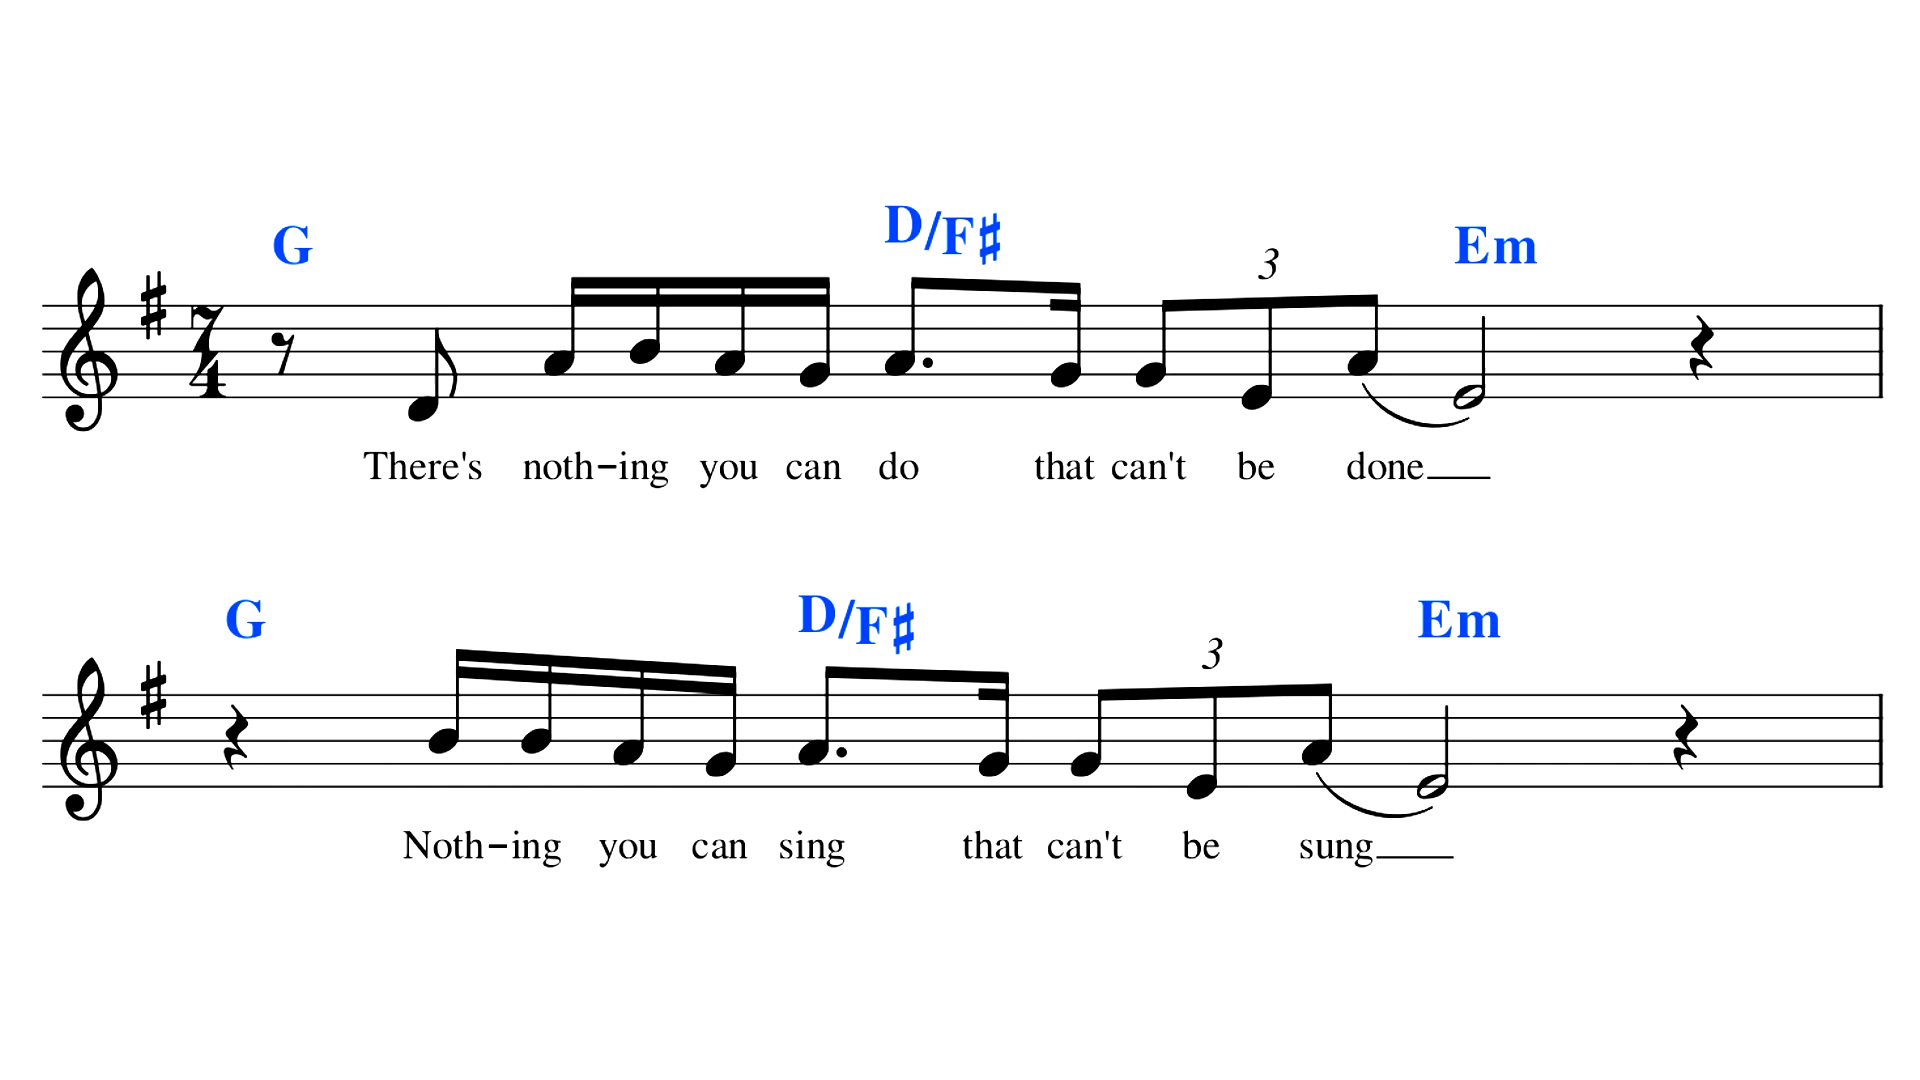 G D/F♯ Em
7/4
3
There's noth-ing you can do that can't be done
G D/F♯ Em
3
Noth-ing you can sing that can't be sung